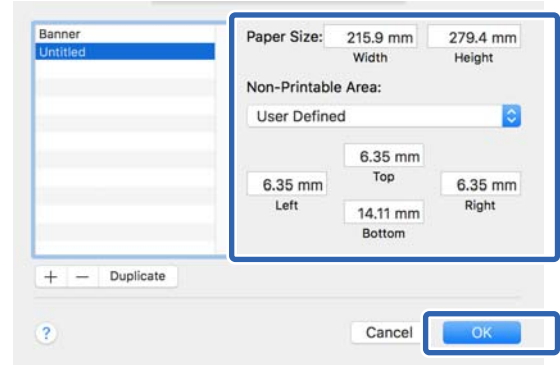 Banner
Untitled
Paper Size: 215.9 mm 279.4 mm
Width Height
Non-Printable Area:
User Defined
6.35 mm
Top
6.35 mm 6.35 mm
Left Right
14.11 mm
Bottom
+ − Duplicate
? Cancel OK